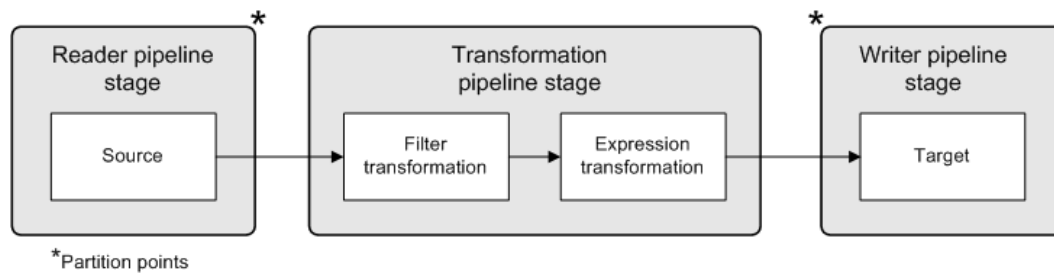 *
*
Reader pipeline
stage
Source
Transformation
pipeline stage
Filter
transformation
Expression
transformation
Writer pipeline
stage
Target
*Partition points